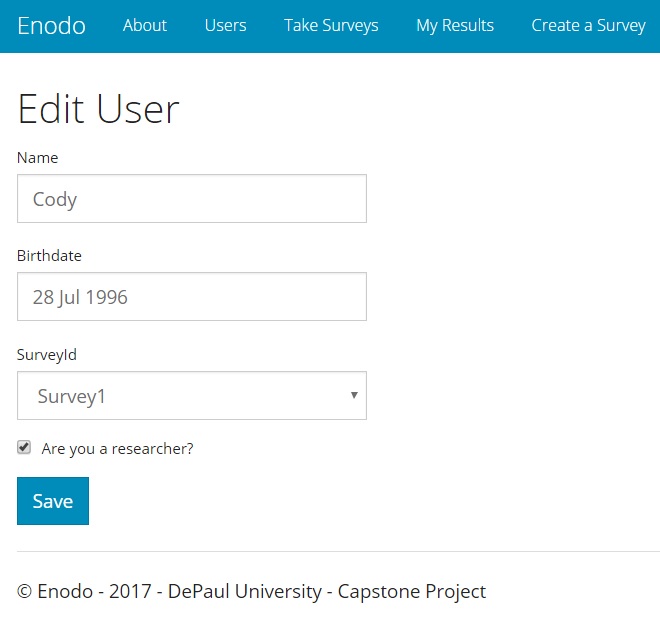 Enodo About Users Take Surveys My Results Create a Survey
Edit User
Name
Cody
Birthdate
28 Jul 1996
SurveyId
Survey1
Are you a researcher?
Save
© Enodo - 2017 - DePaul University - Capstone Project